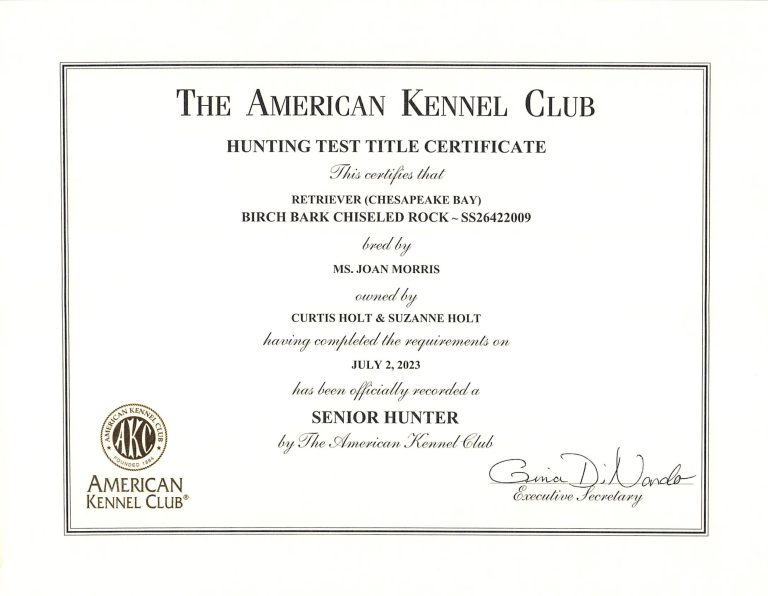 THE AMERICAN KENNEL CLUB
HUNTING TEST TITLE CERTIFICATE
This certifies that
RETRIEVER (CHESAPEAKE BAY)
BIRCH BARK CHISELED ROCK ~ SS26422009
bred by
MS. JOAN MORRIS
owned by
CURTIS HOLT & SUZANNE HOLT
having completed the requirements on
JULY 2, 2023
has been officially recorded a
SENIOR HUNTER
by The American Kennel Club
AMERICAN KENNEL CLUB
AKC
FOUNDED 1884
AMERICAN
KENNEL CLUB®
Gina DiNardo
Executive Secretary